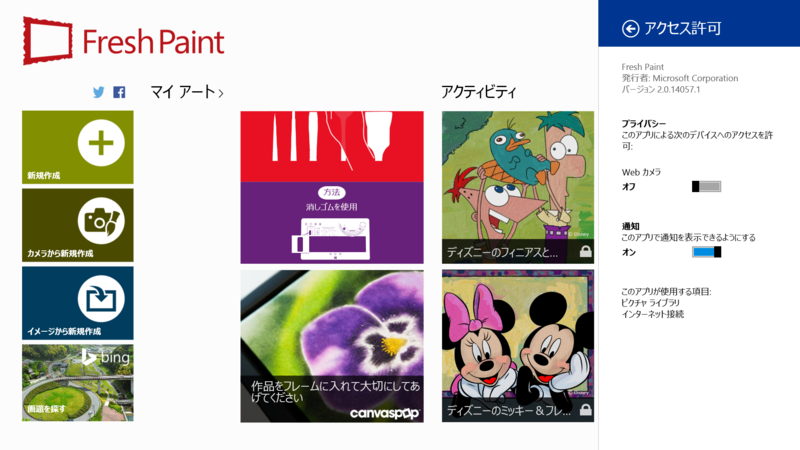 Fresh Paint
マイ アート
アクティビティ
新規作成
カメラから新規作成
イメージから新規作成
bing
画題を探す
方法
消しゴムを使用
作品をフレームに入れて大切にしてあ
げてください
canvaspop
© Disney
ディズニーのフィニアスと...
© Disney
ディズニーのミッキー＆フレ...
アクセス許可
Fresh Paint
発行者: Microsoft Corporation
バージョン 2.0.14057.1
プライバシー
このアプリによる次のデバイスへのアクセスを許
可:
Web カメラ
オフ
通知
このアプリで通知を表示できるようにする
オン
このアプリが使用する項目:
ピクチャ ライブラリ
インターネット接続